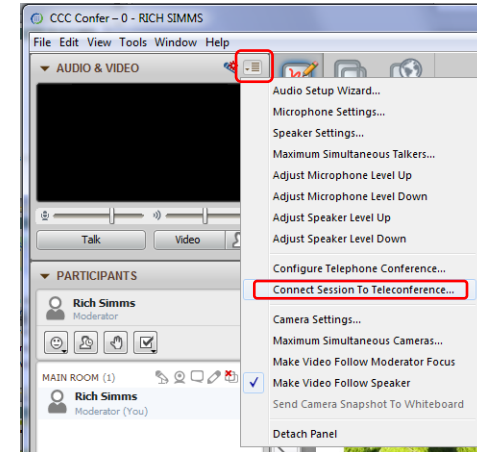 CCC Confer – 0 - RICH SIMMS
File Edit View Tools Window Help
AUDIO & VIDEO
Talk Video
PARTICIPANTS
Rich Simms
Moderator
MAIN ROOM (1)
Rich Simms
Moderator (You)
Audio Setup Wizard...
Microphone Settings...
Speaker Settings...
Maximum Simultaneous Talkers...
Adjust Microphone Level Up
Adjust Microphone Level Down
Adjust Speaker Level Up
Adjust Speaker Level Down
Configure Telephone Conference...
Connect Session To Teleconference...
Camera Settings...
Maximum Simultaneous Cameras...
Make Video Follow Moderator Focus
Make Video Follow Speaker
Send Camera Snapshot To Whiteboard
Detach Panel